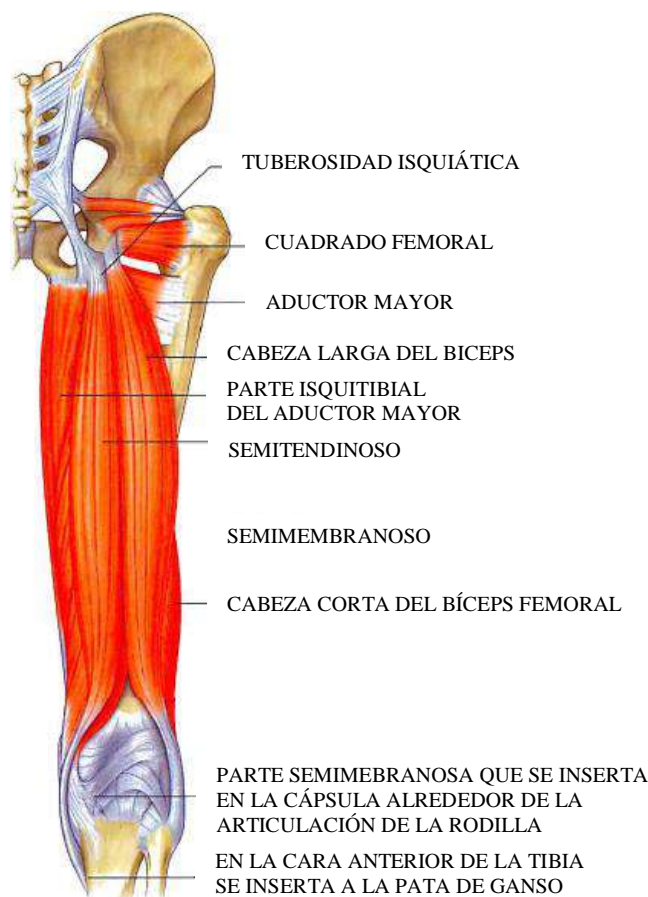 TUBEROSIDAD ISQUIÁTICA
CUADRADO FEMORAL
ADUCTOR MAYOR
CABEZA LARGA DEL BICEPS
PARTE ISQUITIBIAL
DEL ADUCTOR MAYOR
SEMITENDINOSO
SEMIMEMBRANOSO
CABEZA CORTA DEL BÍCEPS FEMORAL
PARTE SEMIMEBRANOSA QUE SE INSERTA
EN LA CÁPSULA ALREDEDOR DE LA
ARTICULACIÓN DE LA RODILLA
EN LA CARA ANTERIOR DE LA TIBIA
SE INSERTA A LA PATA DE GANSO